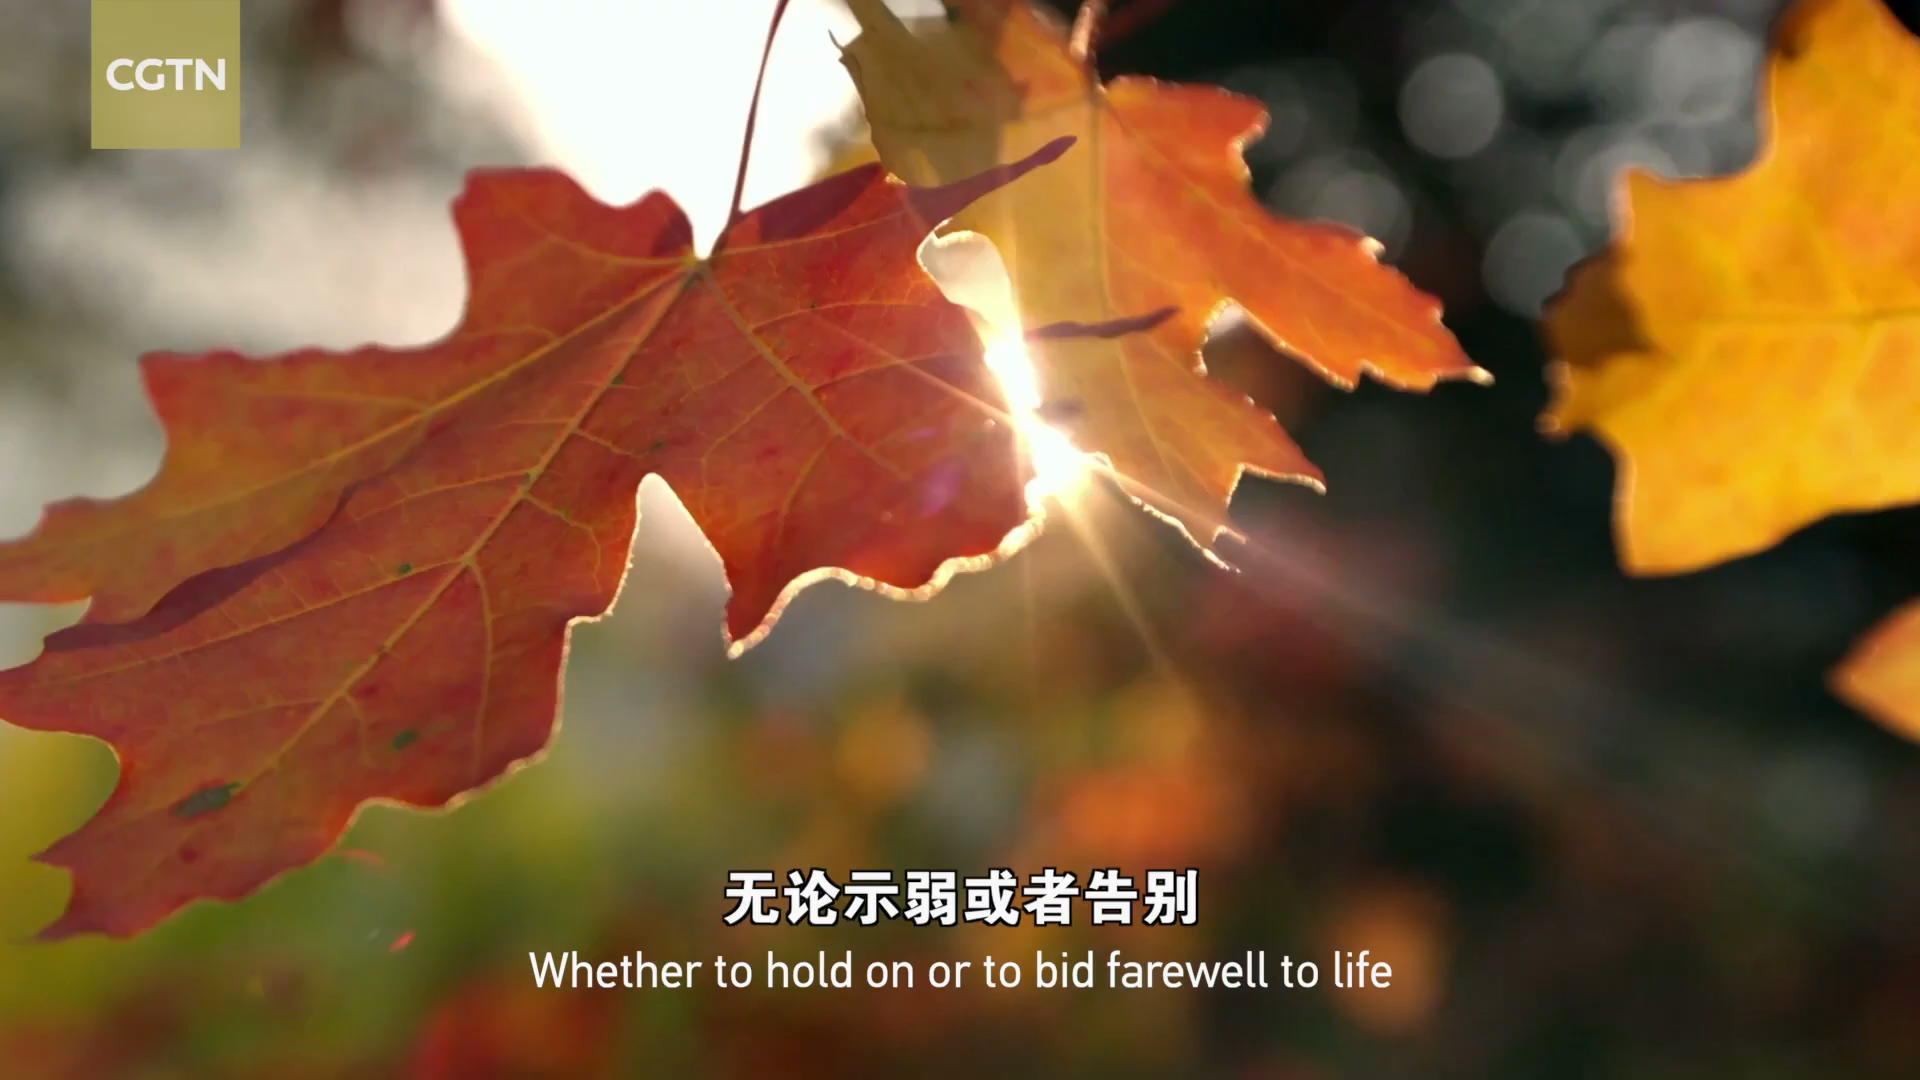 CGTN
无论示弱或者告别
Whether to hold on or to bid farewell to life